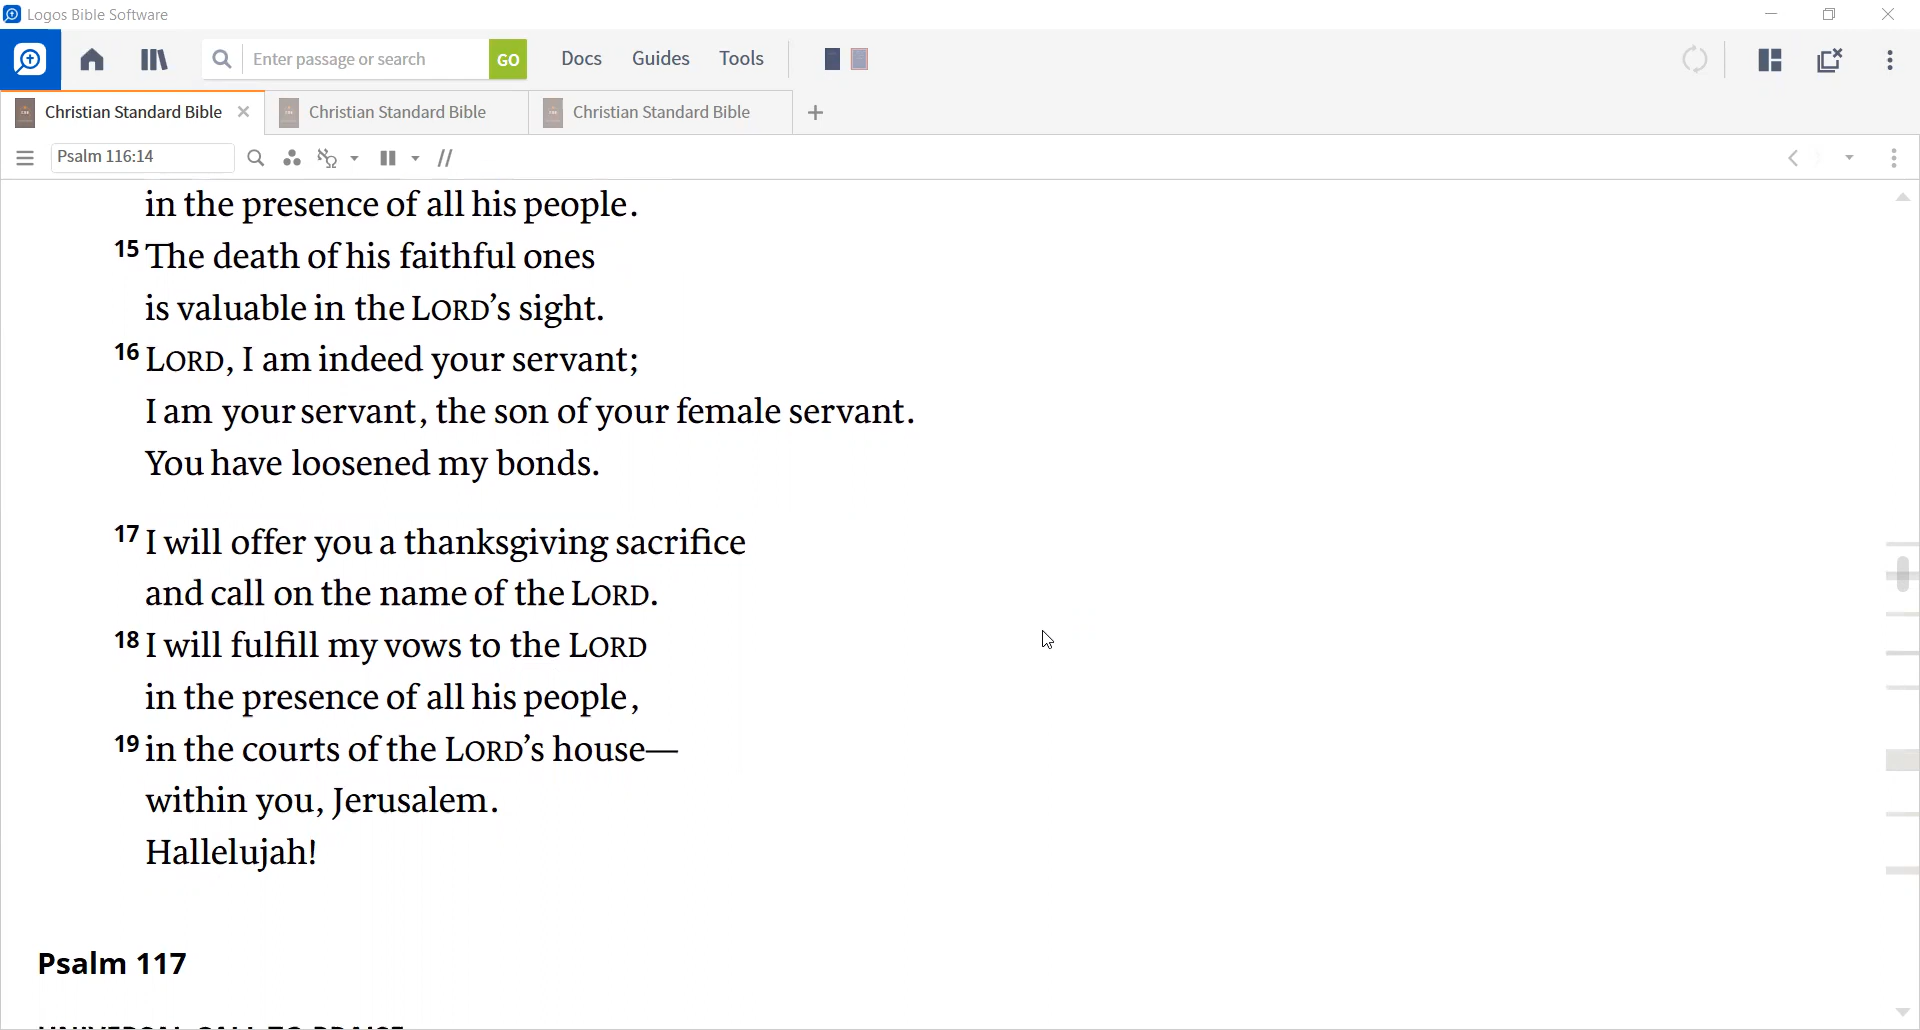 Logos Bible Software
Enter passage or search
GO
Docs
Guides
Tools
Christian Standard Bible
Christian Standard Bible
Christian Standard Bible
Psalm 116:14
in the presence of all his people.
15 The death of his faithful ones
is valuable in the LORD’s sight.
16 LORD, I am indeed your servant;
I am your servant, the son of your female servant.
You have loosened my bonds.
17 I will offer you a thanksgiving sacrifice
and call on the name of the LORD.
18 I will fulfill my vows to the LORD
in the presence of all his people,
19 in the courts of the LORD’s house—
within you, Jerusalem.
Hallelujah!
Psalm 117
UNIVERSAL CALL TO PRAISE